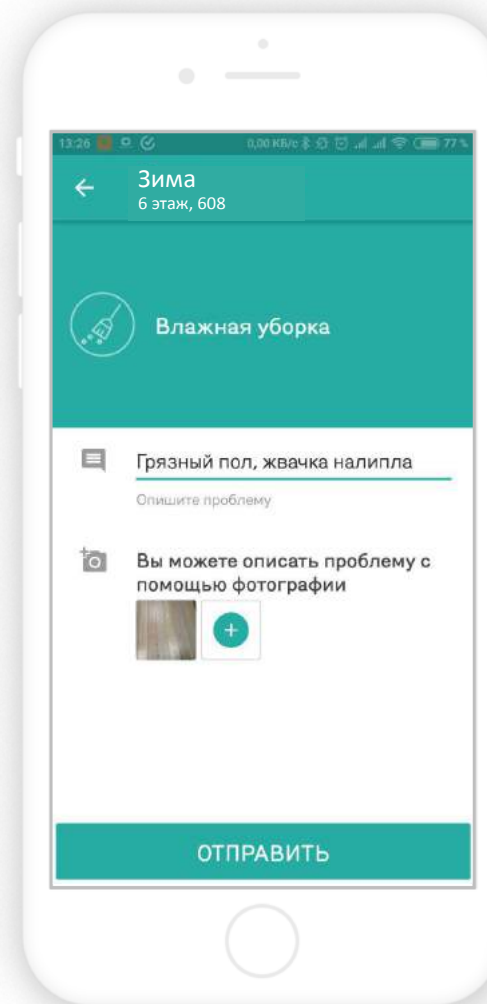 13:26 0,00 КБ/с 77 %
Зима
6 этаж, 608
Влажная уборка
Грязный пол, жвачка налипла
Опишите проблему
Вы можете описать проблему с
помощью фотографии
ОТПРАВИТЬ